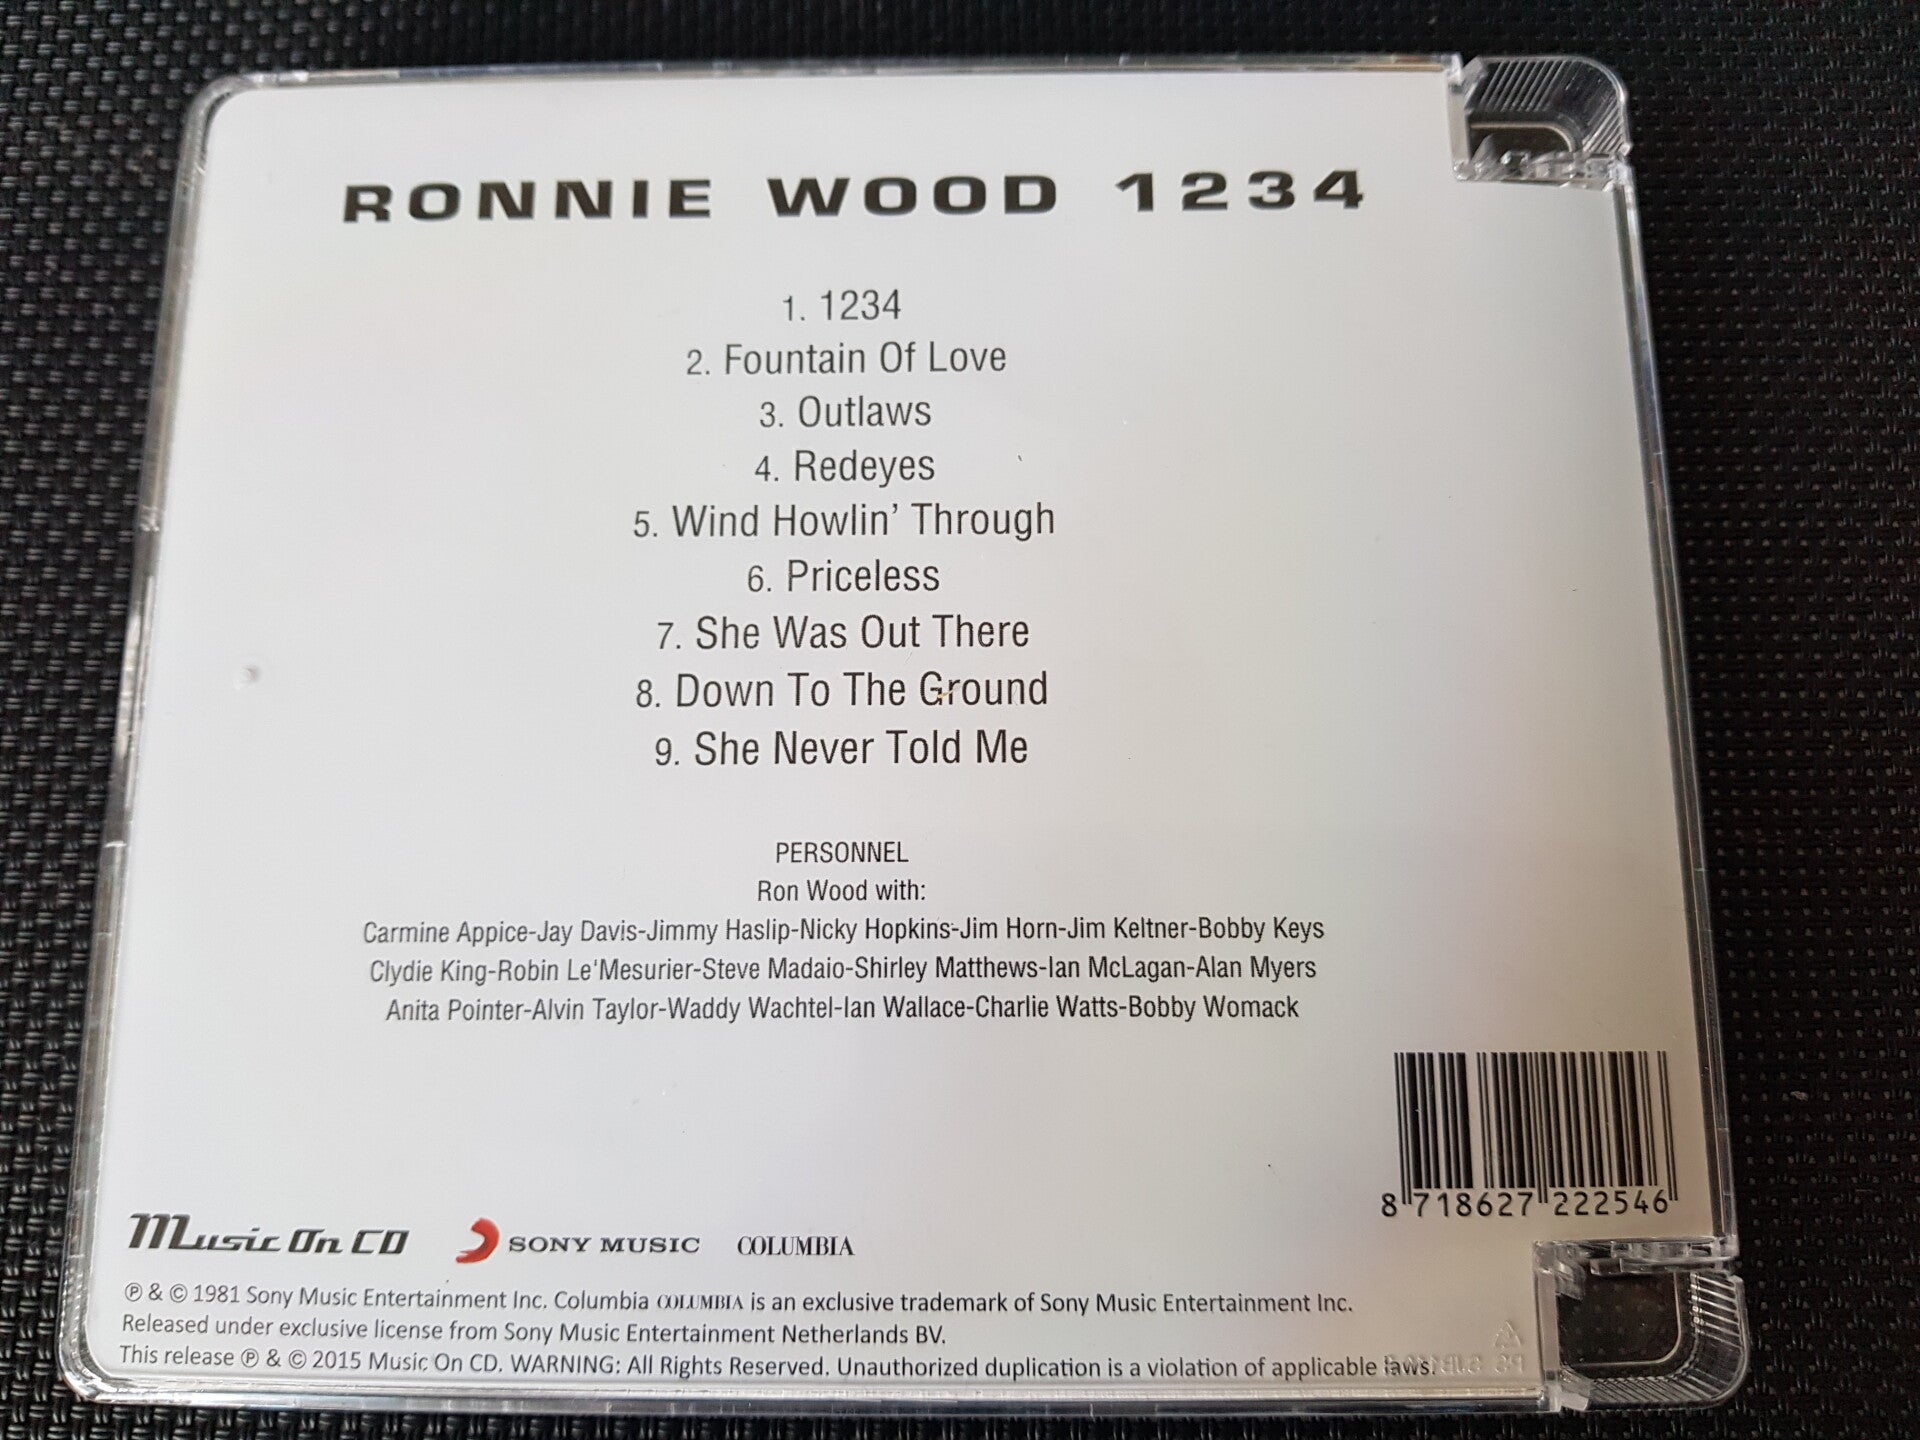 RONNIE WOOD 1234
1. 1234
2. Fountain Of Love
3. Outlaws
4. Redeyes
5. Wind Howlin' Through
6. Priceless
7. She Was Out There
8. Down To The Ground
9. She Never Told Me
PERSONNEL
Ron Wood with:
Carmine Appice-Jay Davis-Jimmy Haslip-Nicky Hopkins-Jim Horn-Jim Keltner-Bobby Keys
Clydie King-Robin Le'Mesurier-Steve Madaio-Shirley Matthews-Ian McLagan-Alan Myers
Anita Pointer-Alvin Taylor-Waddy Wachtel-Ian Wallace-Charlie Watts-Bobby Womack
8 718627 222546
Music On CD SONY MUSIC COLUMBIA
℗ & © 1981 Sony Music Entertainment Inc. Columbia COLUMBIA is an exclusive trademark of Sony Music Entertainment Inc.
Released under exclusive license from Sony Music Entertainment Netherlands BV.
This release ℗ & © 2015 Music On CD. WARNING: All Rights Reserved. Unauthorized duplication is a violation of applicable laws.